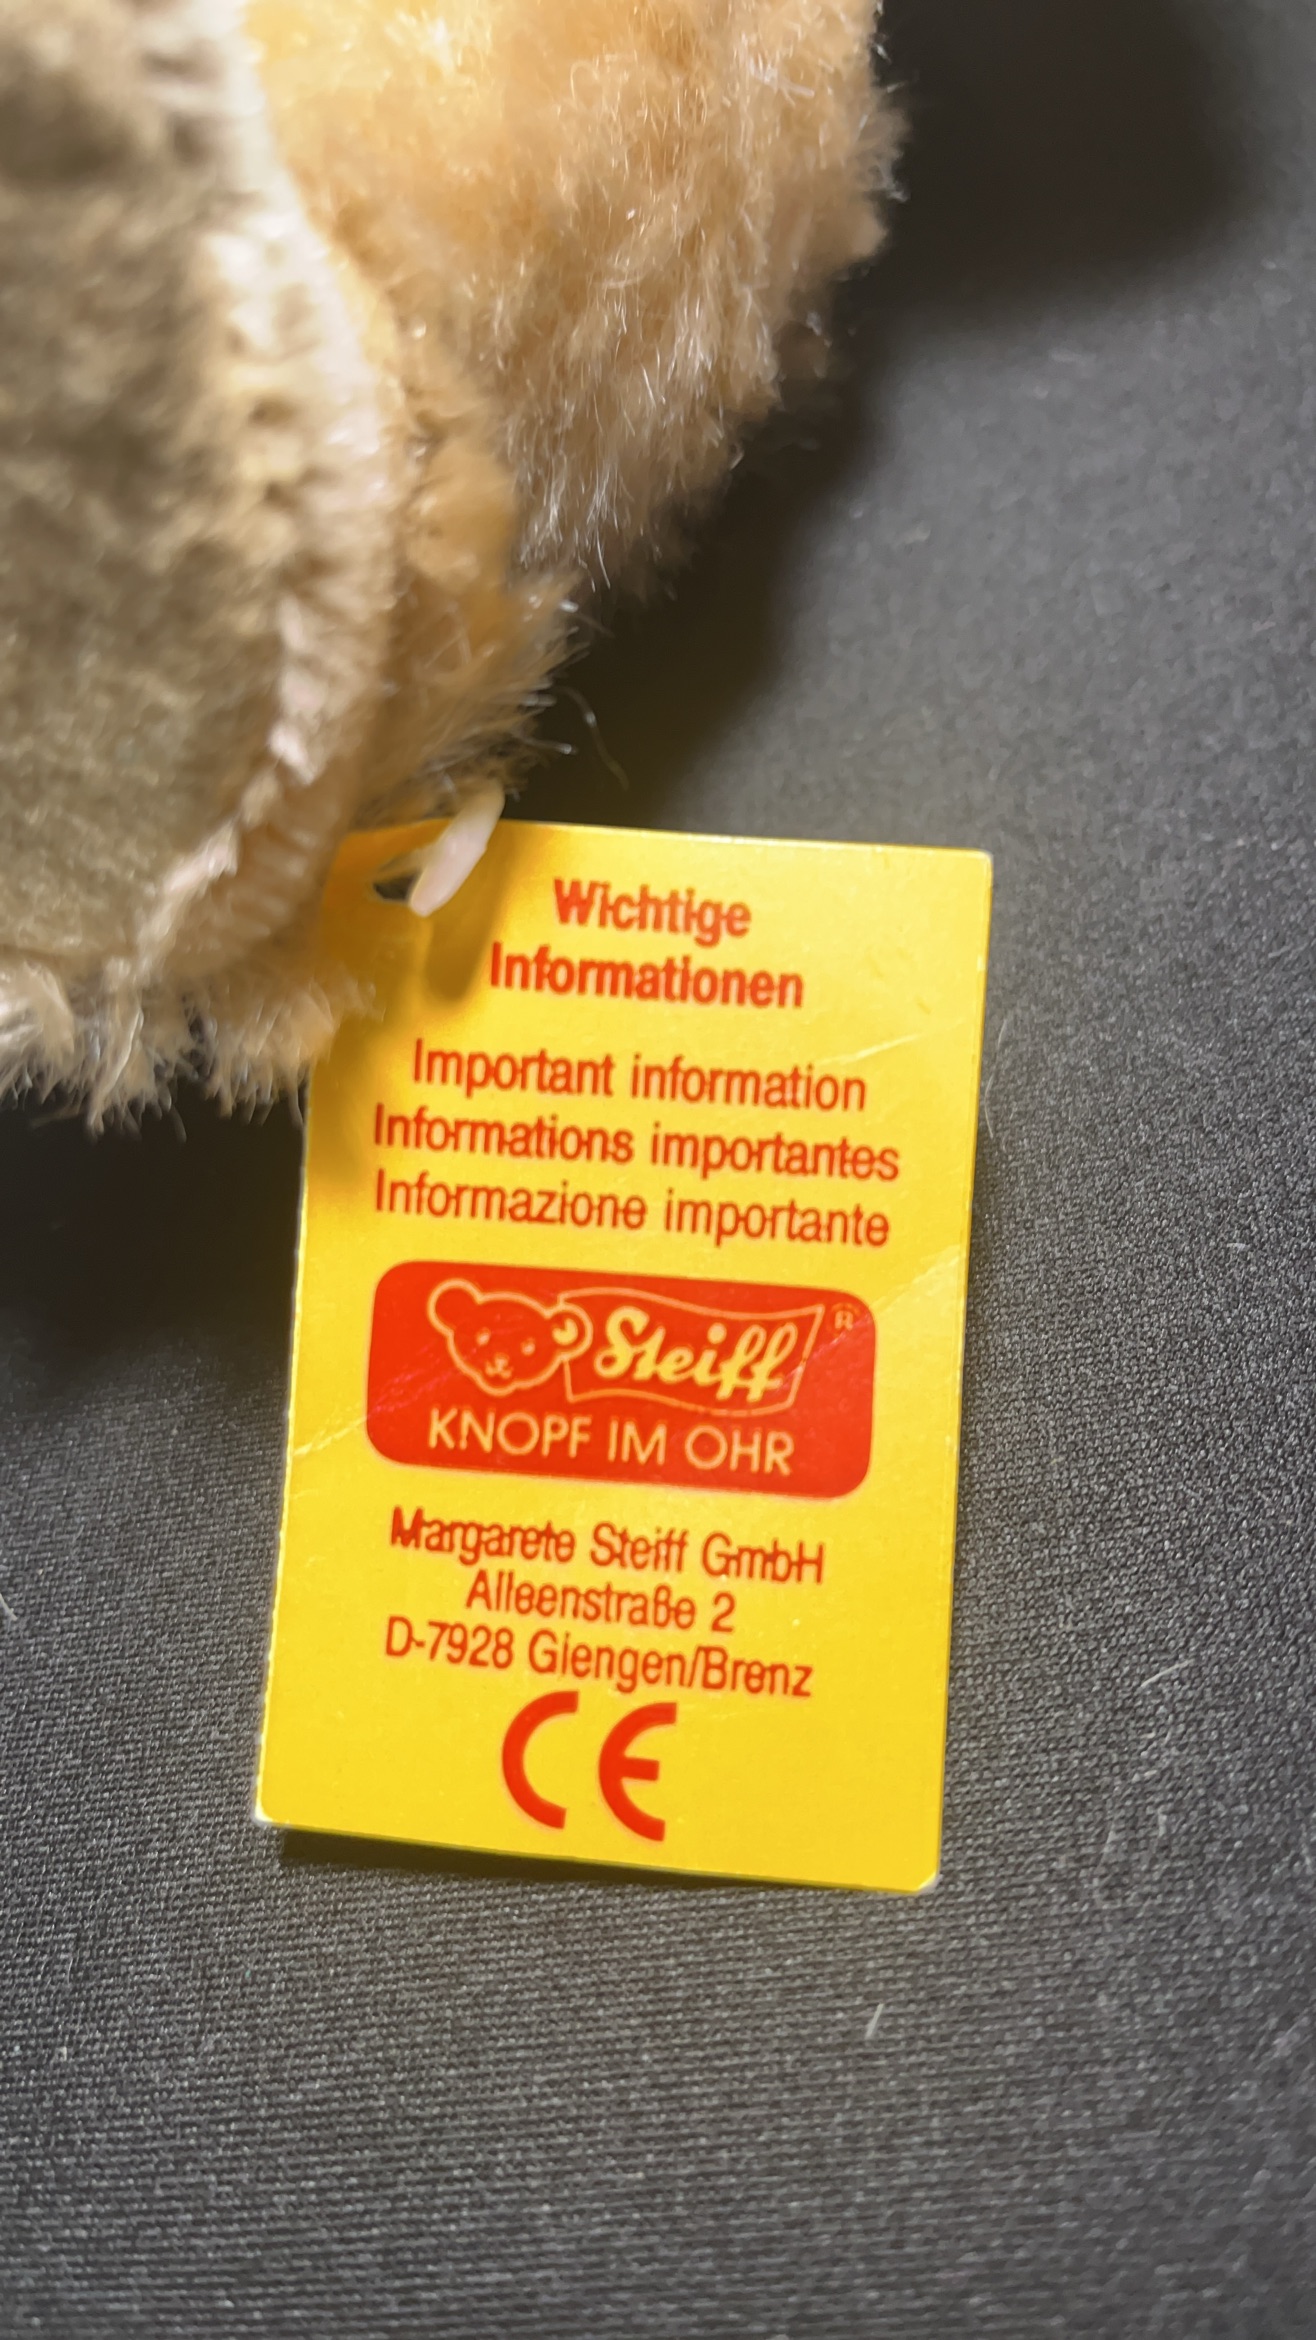 Wichtige
Informationen
Important information
Informations importantes
Informazione importante
Steiff ®
KNOPF IM OHR
Margarete Steiff GmbH
Alleenstraße 2
D-7928 Giengen/Brenz
CE